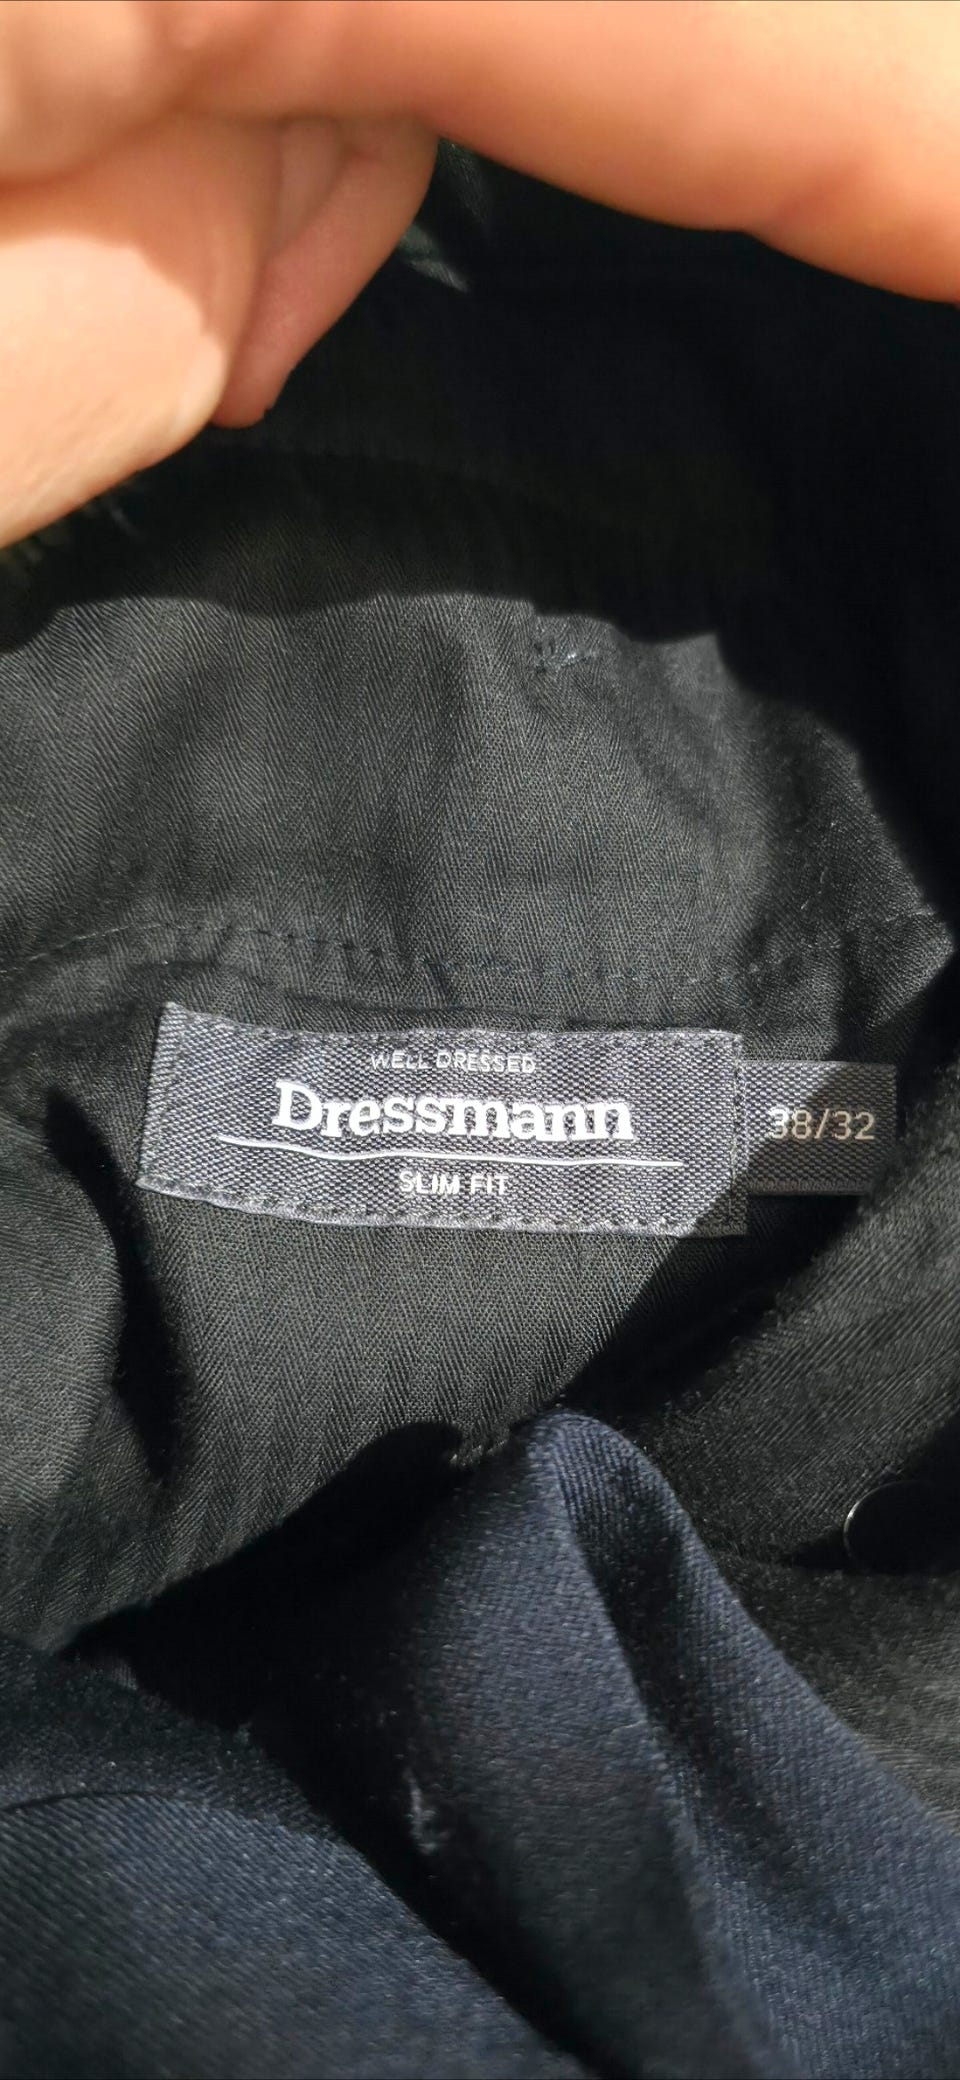 WELL DRESSED
Dressmann
SLIM FIT
38/32